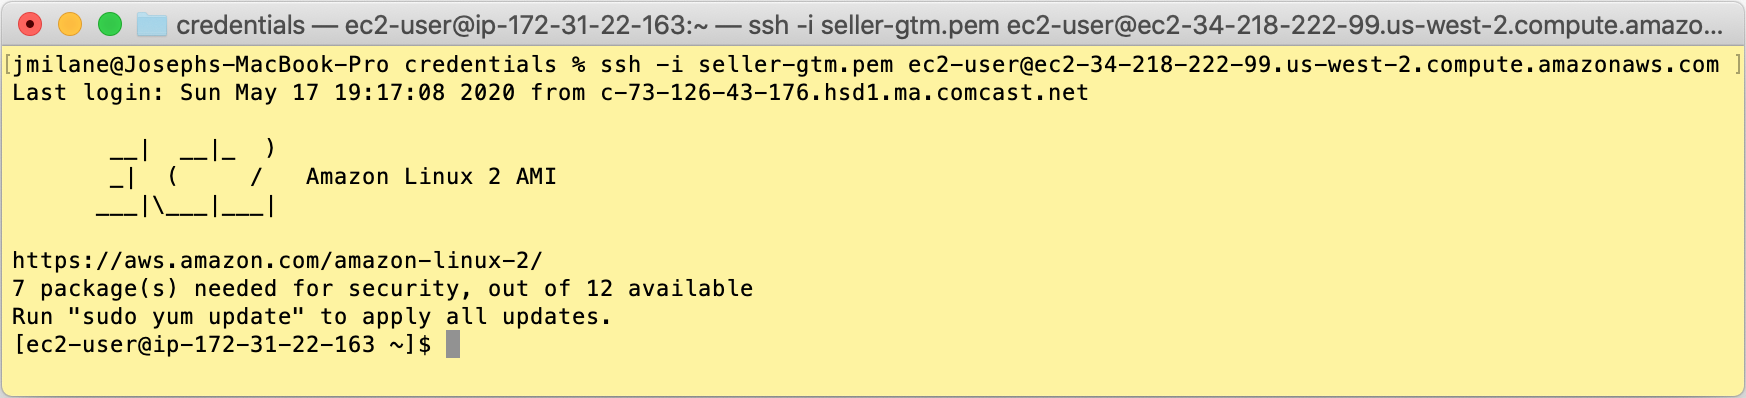 credentials — ec2-user@ip-172-31-22-163:~ — ssh -i seller-gtm.pem ec2-user@ec2-34-218-222-99.us-west-2.compute.amazo...
[jmilane@Josephs-MacBook-Pro credentials % ssh -i seller-gtm.pem ec2-user@ec2-34-218-222-99.us-west-2.compute.amazonaws.com ]
Last login: Sun May 17 19:17:08 2020 from c-73-126-43-176.hsd1.ma.comcast.net
       __|  __|_  )
       _|  (     /   Amazon Linux 2 AMI
      ___|\___|___|
https://aws.amazon.com/amazon-linux-2/
7 package(s) needed for security, out of 12 available
Run "sudo yum update" to apply all updates.
[ec2-user@ip-172-31-22-163 ~]$